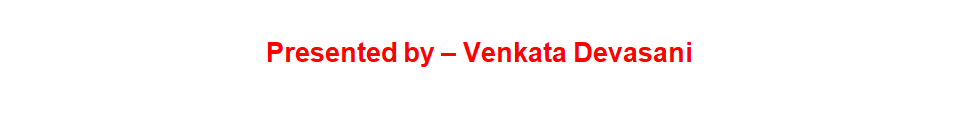 Presented by – Venkata Devasani